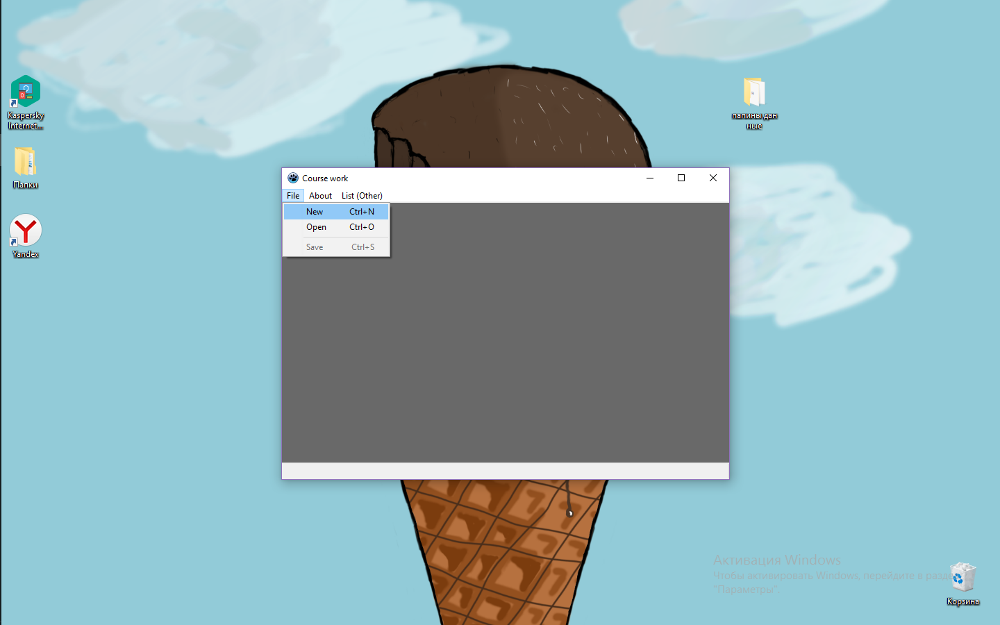 Kaspersky
Internet...
Папки
Yandex
папины дан
ные
Course work
File About List (Other)
New Ctrl+N
Open Ctrl+O
Save Ctrl+S
Активация Windows
Чтобы активировать Windows, перейдите в разде
"Параметры".
Корзина